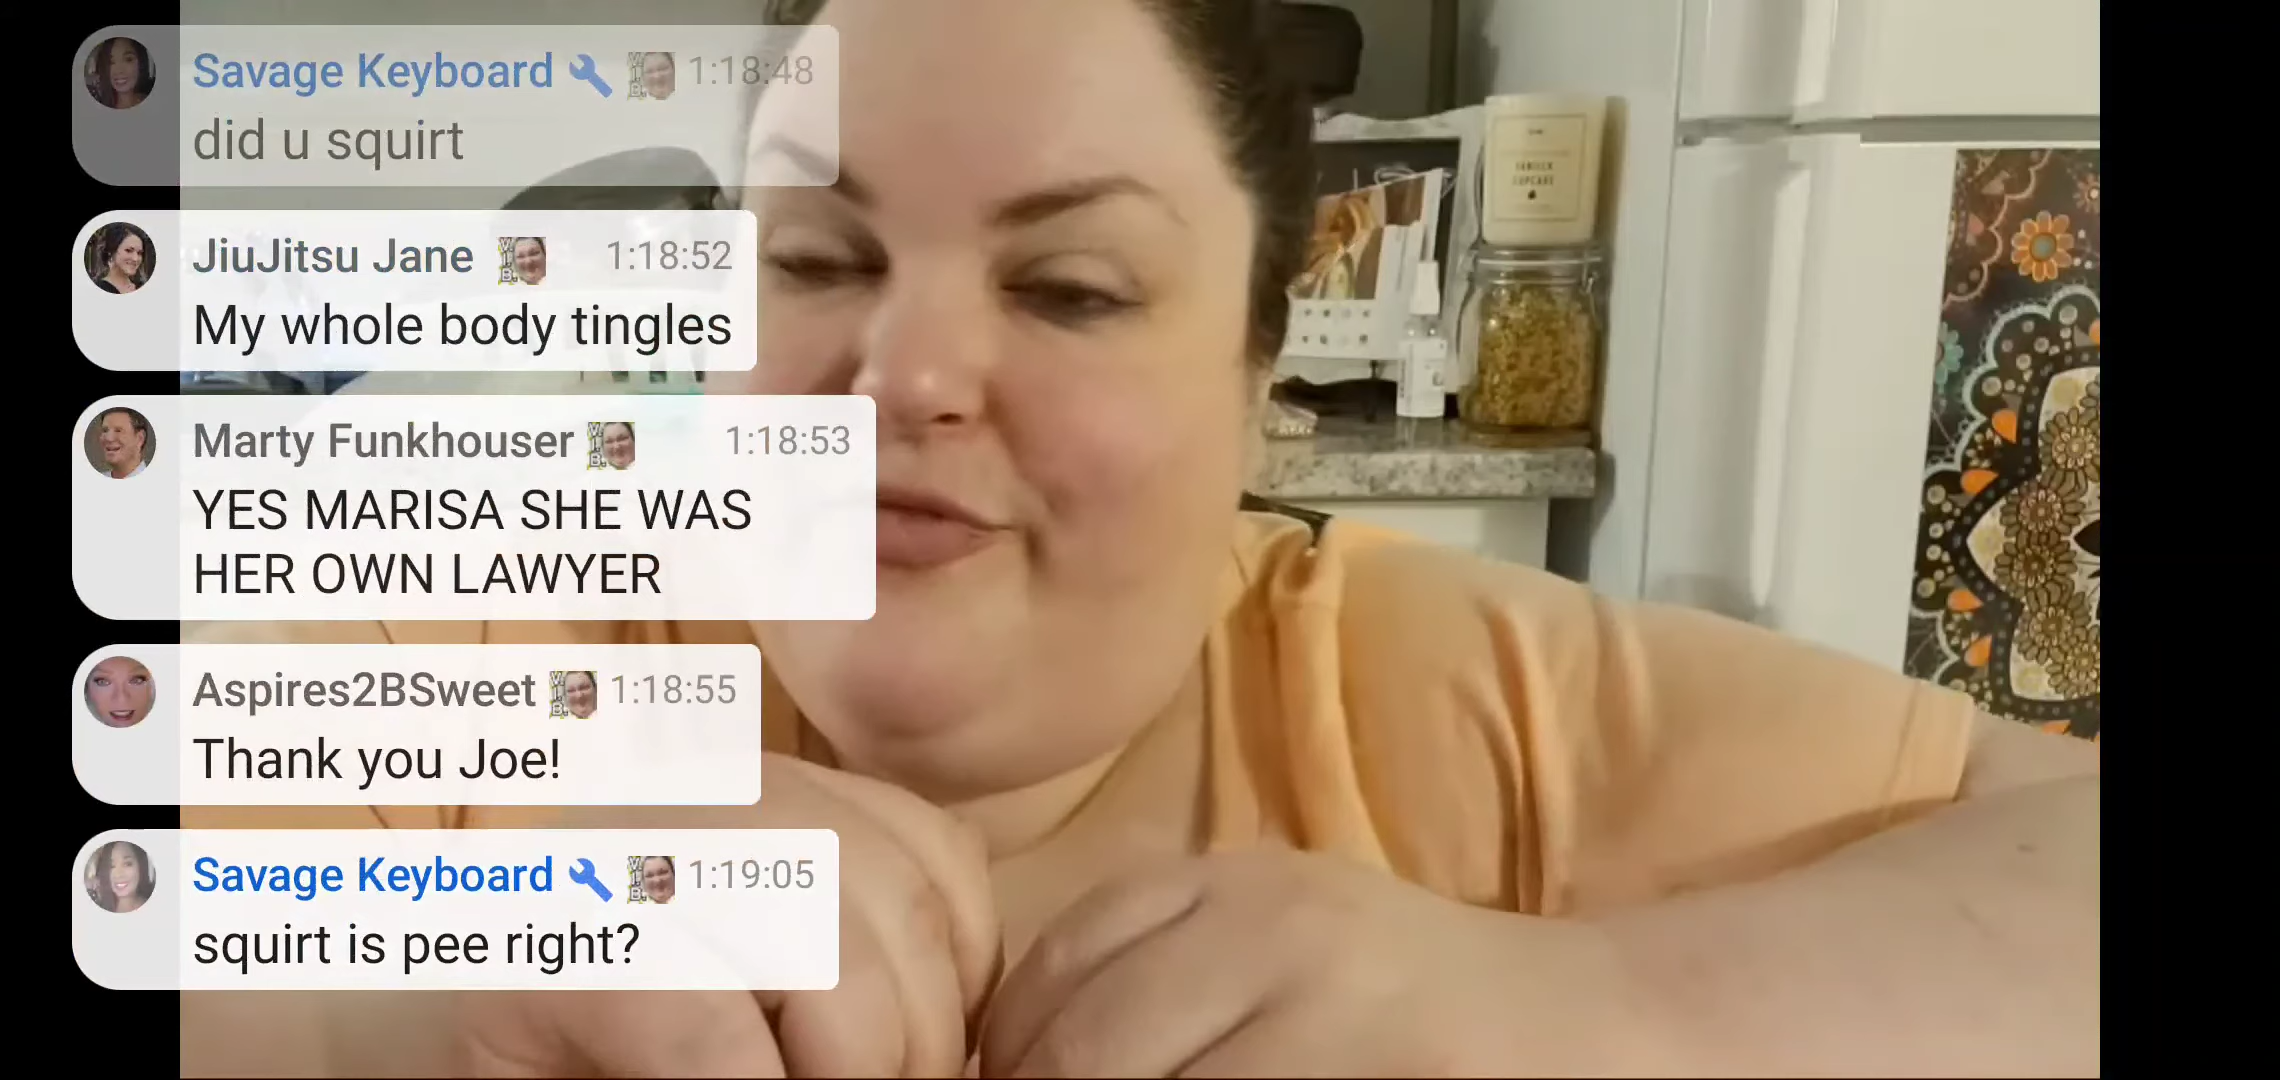 Savage Keyboard 1:18:48
did u squirt
JiuJitsu Jane V.I.B. 1:18:52
My whole body tingles
Marty Funkhouser V.I.B. 1:18:53
YES MARISA SHE WAS
HER OWN LAWYER
Aspires2BSweet V.I.B. 1:18:55
Thank you Joe!
Savage Keyboard V.I.B. 1:19:05
squirt is pee right?
VANILLA
CUPCAKE